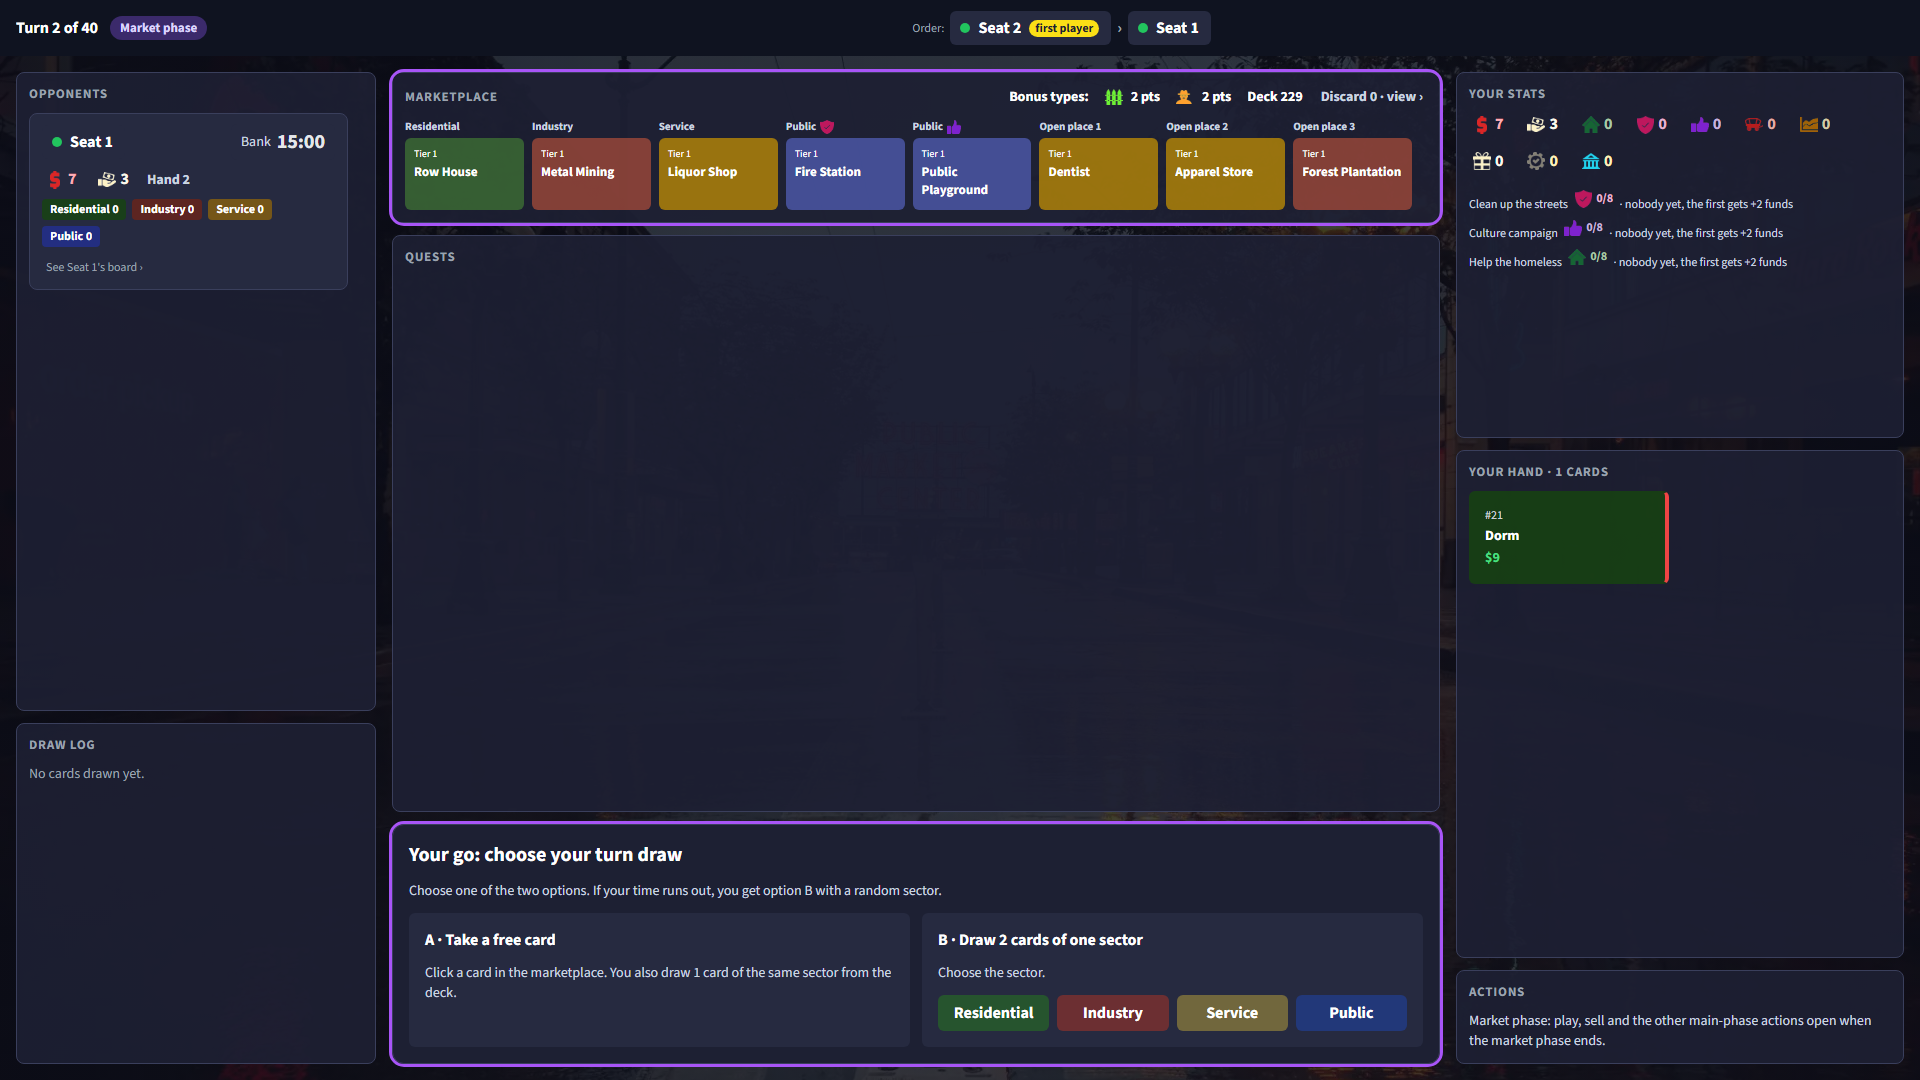 Turn 2 of 40
Market phase
Order:
Seat 2
first player
›
Seat 1
OPPONENTS
Seat 1
Bank 15:00
7
3
Hand 2
Residential 0
Industry 0
Service 0
Public 0
See Seat 1's board ›
DRAW LOG
No cards drawn yet.
MARKETPLACE
Bonus types:
2 pts
2 pts
Deck 229
Discard 0 · view ›
Residential
Tier 1
Row House
Industry
Tier 1
Metal Mining
Service
Tier 1
Liquor Shop
Public
Tier 1
Fire Station
Public
Tier 1
Public
Playground
Open place 1
Tier 1
Dentist
Open place 2
Tier 1
Apparel Store
Open place 3
Tier 1
Forest Plantation
QUESTS
Your go: choose your turn draw
Choose one of the two options. If your time runs out, you get option B with a random sector.
A · Take a free card
Click a card in the marketplace. You also draw 1 card of the same sector from the
deck.
B · Draw 2 cards of one sector
Choose the sector.
Residential
Industry
Service
Public
YOUR STATS
7
3
0
0
0
0
0
0
0
0
Clean up the streets 0/8 · nobody yet, the first gets +2 funds
Culture campaign 0/8 · nobody yet, the first gets +2 funds
Help the homeless 0/8 · nobody yet, the first gets +2 funds
YOUR HAND · 1 CARDS
#21
Dorm
$9
ACTIONS
Market phase: play, sell and the other main-phase actions open when
the market phase ends.